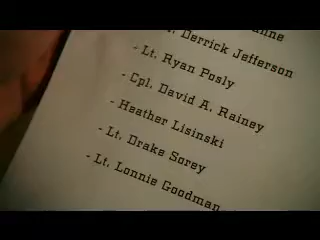 Derrick Jefferson
- Lt. Ryan Posly
- Cpl. David A. Rainey
- Heather Lisinski
- Lt. Drake Sorey
- Lt. Lonnie Goodman